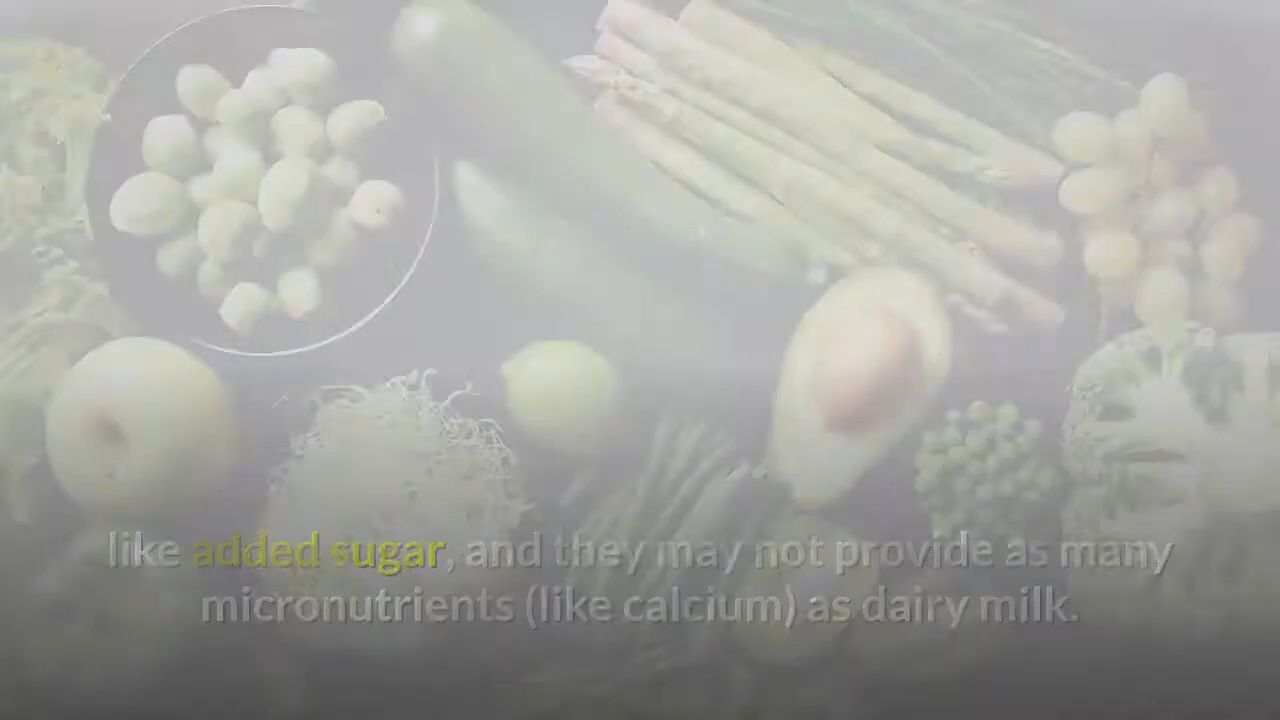 like added sugar, and they may not provide as many
micronutrients (like calcium) as dairy milk.